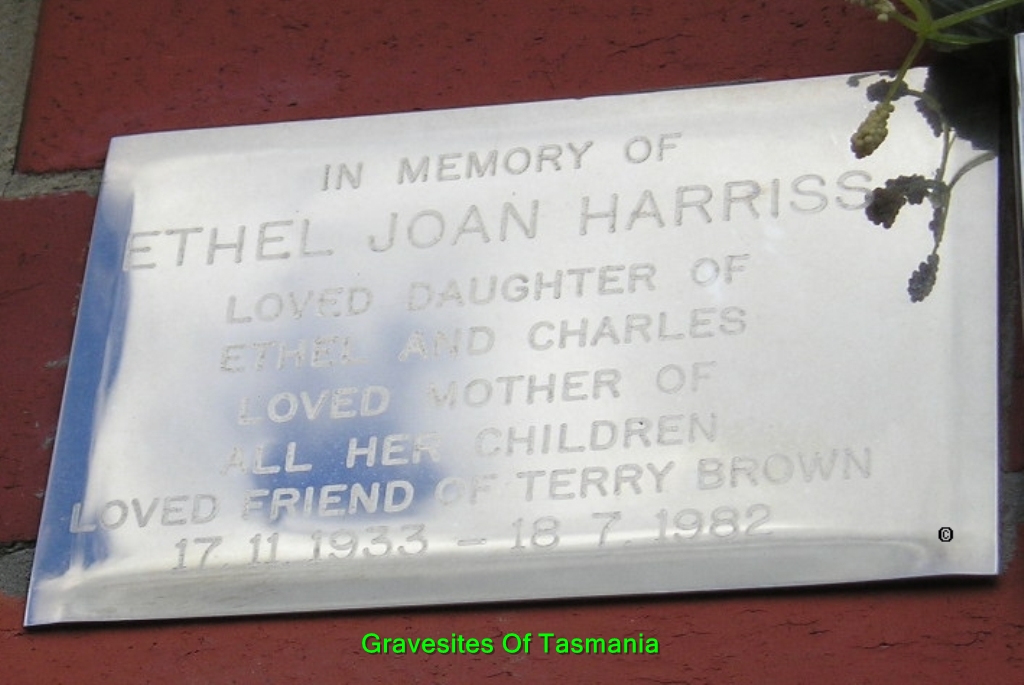 IN MEMORY OF
ETHEL JOAN HARRISS
LOVED DAUGHTER OF
ETHEL AND CHARLES
LOVED MOTHER OF
ALL HER CHILDREN
LOVED FRIEND OF TERRY BROWN
17.11.1933 – 18.7.1982
©
Gravesites Of Tasmania